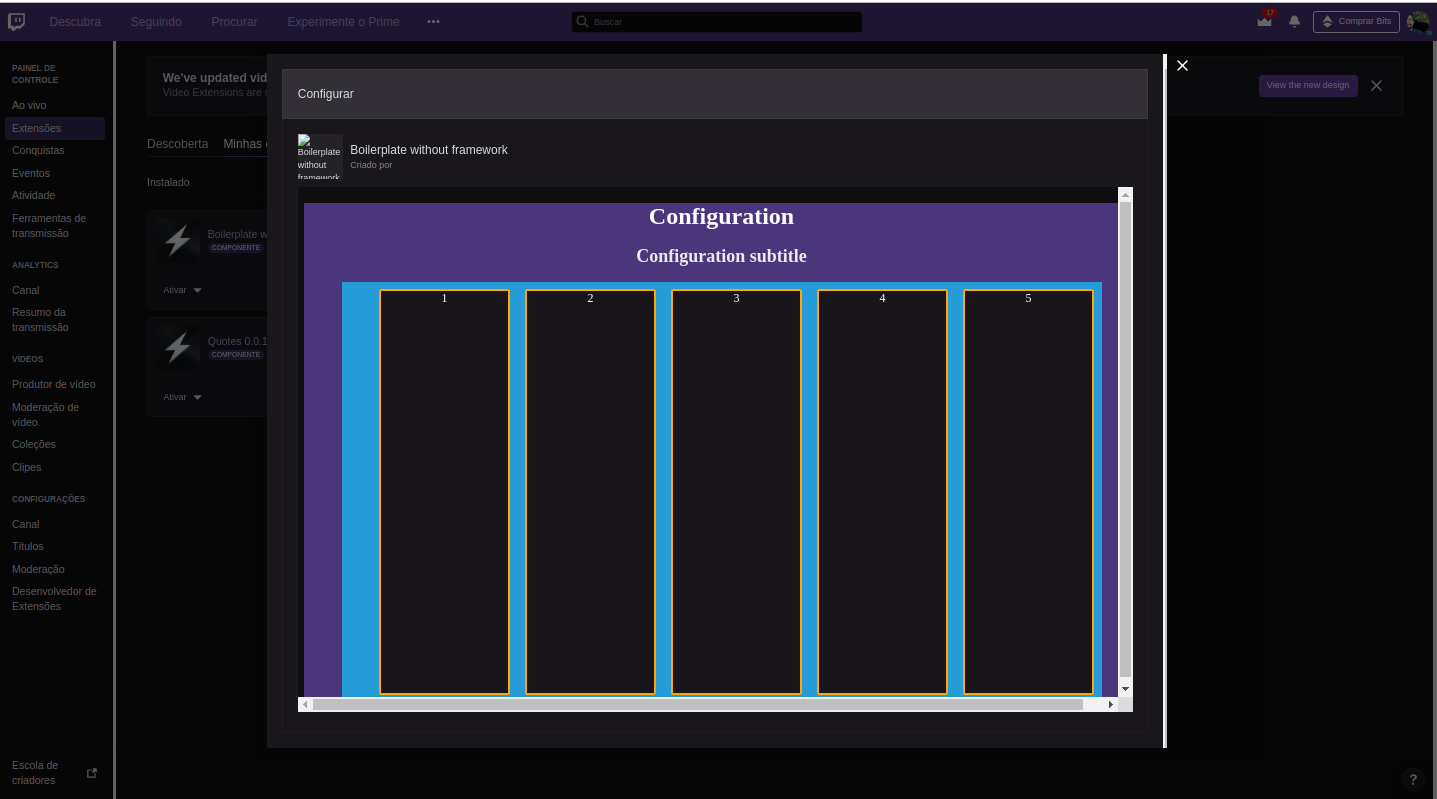 Descubra
Seguindo
Procurar
Experimente o Prime
Buscar
17
Comprar Bits
PAINEL DE
CONTROLE
Ao vivo
Extensões
Conquistas
Eventos
Atividade
Ferramentas de
transmissão
ANALYTICS
Canal
Resumo da
transmissão
VÍDEOS
Produtor de vídeo
Moderação de
vídeo
Coleções
Clipes
CONFIGURAÇÕES
Canal
Títulos
Moderação
Desenvolvedor de
Extensões
Escola de
criadores
We've updated vid
Video Extensions are
View the new design
Descoberta
Minhas
Instalado
Boilerplate w
COMPONENTE
Ativar
Quotes 0.0.1
COMPONENTE
Ativar
Configurar
Boilerplate
without
framework
Boilerplate without framework
Criado por
Configuration
Configuration subtitle
1
2
3
4
5
?